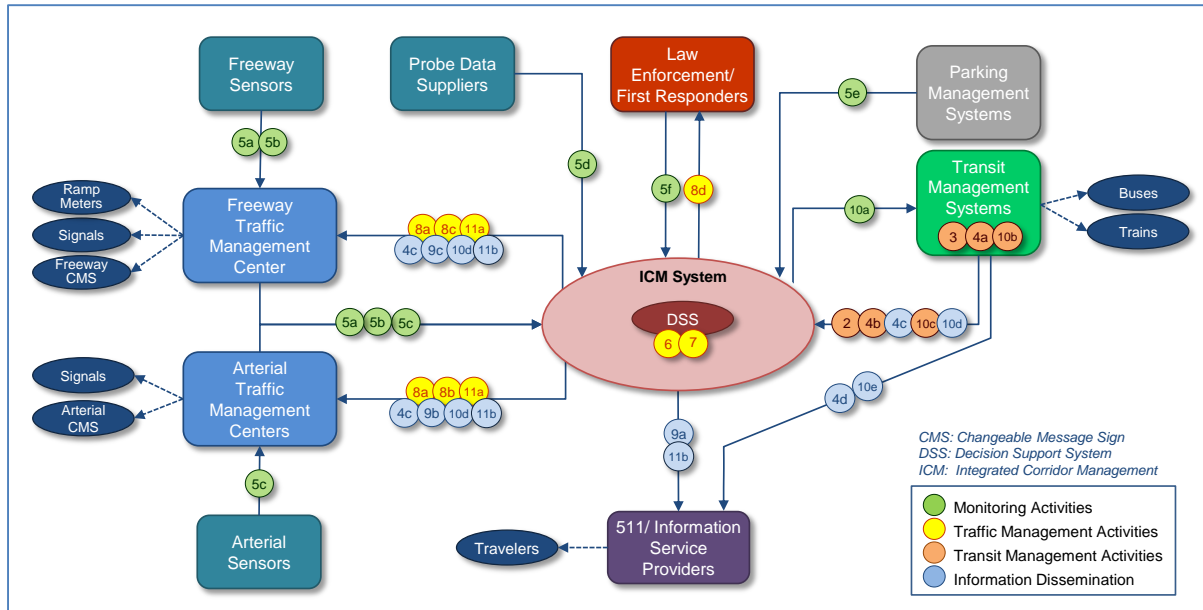 Freeway
Sensors
Probe Data
Suppliers
Law
Enforcement/
First Responders
Parking
Management
Systems
5e
5a 5b
5d
5f
8d
Transit
Management
Systems
3 4a 10b
10a
Buses
Trains
Ramp
Meters
Signals
Freeway
CMS
Freeway
Traffic
Management
Center
8a 8c 11a
4c 9c 10d 11b
ICM System
DSS
6 7
5a 5b 5c
2 4b 4c 10c 10d
Signals
Arterial
CMS
Arterial
Traffic
Management
Centers
8a 8b 11a
4c 9b 10d 11b
10e
4d
9a
11b
5c
Arterial
Sensors
Travelers
511/ Information
Service
Providers
CMS: Changeable Message Sign
DSS: Decision Support System
ICM: Integrated Corridor Management
Monitoring Activities
Traffic Management Activities
Transit Management Activities
Information Dissemination